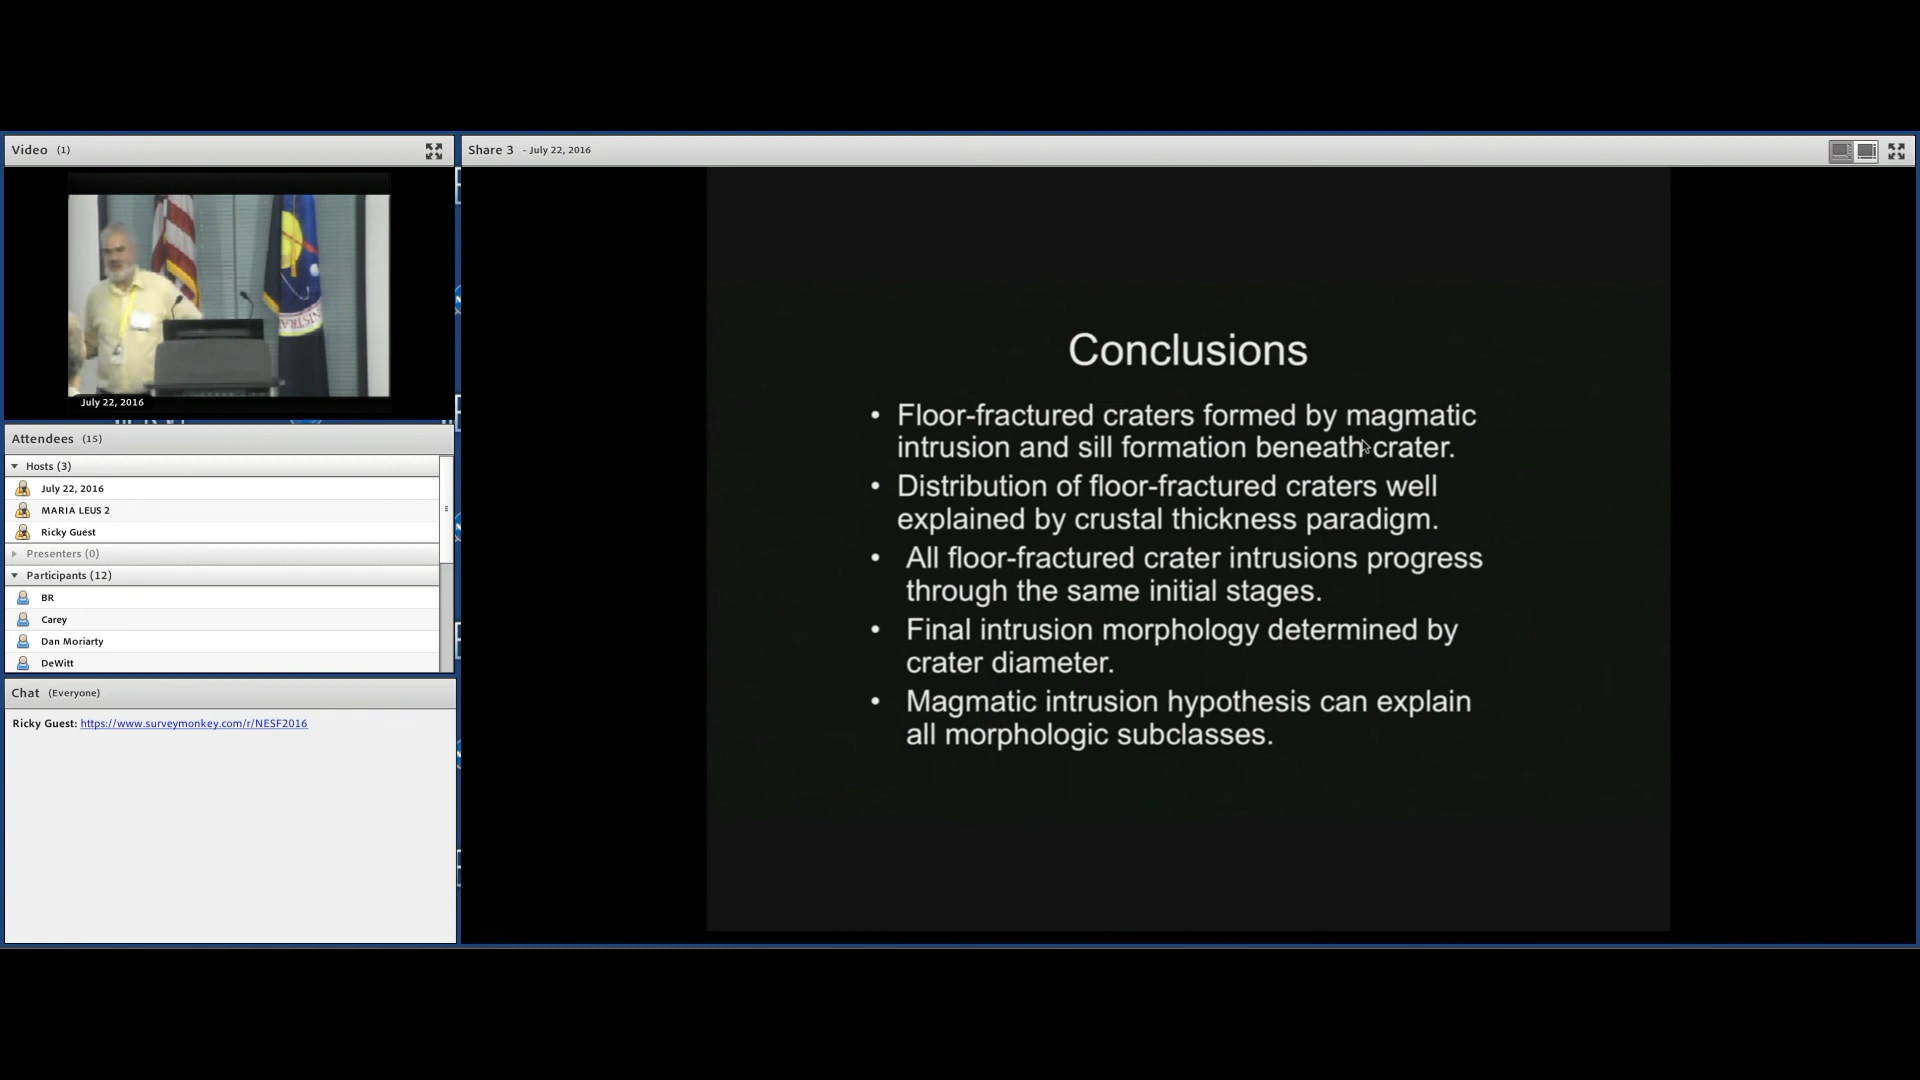 Video (1)
July 22, 2016
Attendees (15)
Hosts (3)
July 22, 2016
MARIA LEUS 2
Ricky Guest
Presenters (0)
Participants (12)
BR
Carey
Dan Moriarty
DeWitt
Chat (Everyone)
Ricky Guest: https://www.surveymonkey.com/r/NESF2016
Share 3 - July 22, 2016
Conclusions
• Floor-fractured craters formed by magmatic
intrusion and sill formation beneath crater.
• Distribution of floor-fractured craters well
explained by crustal thickness paradigm.
• All floor-fractured crater intrusions progress
through the same initial stages.
• Final intrusion morphology determined by
crater diameter.
• Magmatic intrusion hypothesis can explain
all morphologic subclasses.